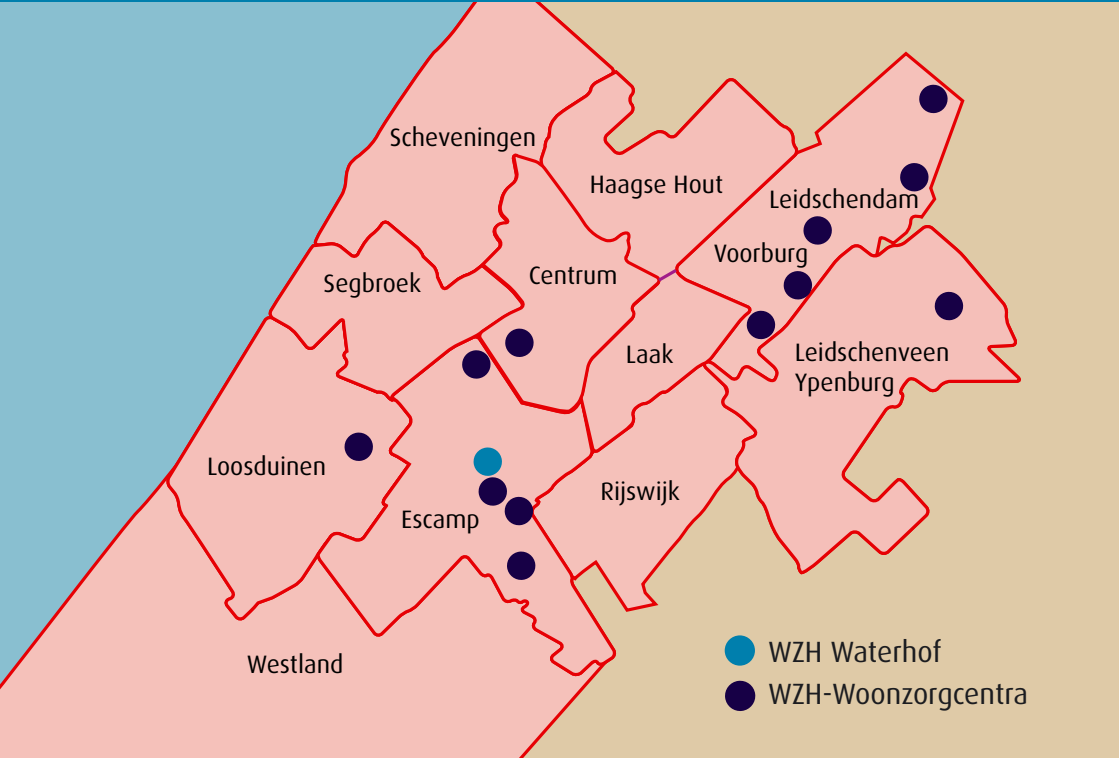 Scheveningen
Haagse Hout
Leidschendam
Voorburg
Segbroek
Centrum
Laak
Leidschenveen
Ypenburg
Loosduinen
Rijswijk
Escamp
Westland
WZH Waterhof
WZH-Woonzorgcentra